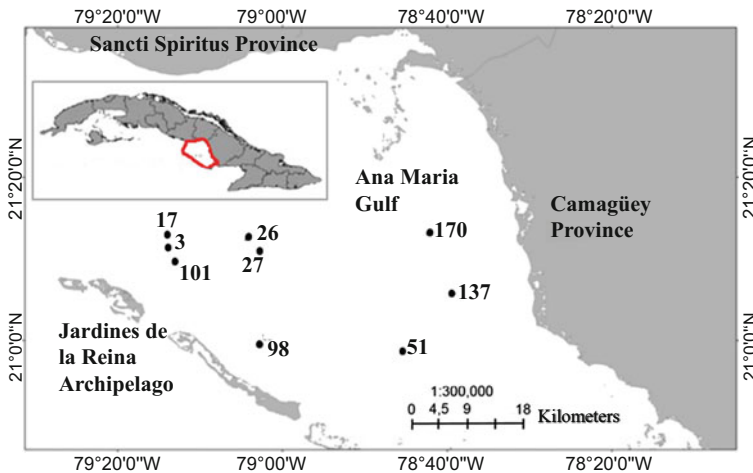 79°20'0"W 79°00'0"W 78°40'0"W 78°20'0"W
Sancti Spiritus Province
21°20'0"N
21°20'0"N
Ana Maria
Gulf
Camagüey
Province
17
3
101
26
27
170
137
98
51
Jardines de
la Reina
Archipelago
21°0'0"N
21°0'0"N
1:300,000
0 4,5 9 18 Kilometers
79°20'0"W 79°00'0"W 78°40'0"W 78°20'0"W